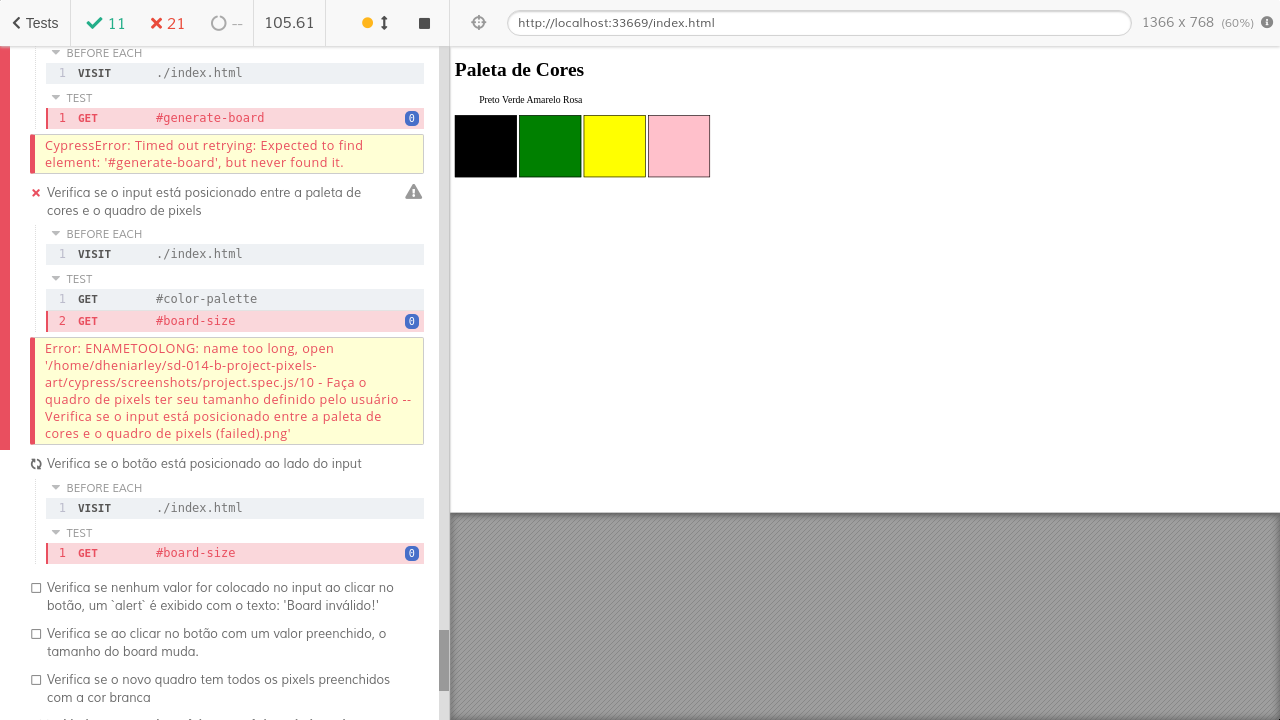 Tests 11 21 -- 105.61 http://localhost:33669/index.html 1366 x 768 (60%)
BEFORE EACH
1 VISIT ./index.html
TEST
1 GET #generate-board 0
CypressError: Timed out retrying: Expected to find
element: '#generate-board', but never found it.
Verifica se o input está posicionado entre a paleta de
cores e o quadro de pixels
BEFORE EACH
1 VISIT ./index.html
TEST
1 GET #color-palette
2 GET #board-size 0
Error: ENAMETOOLONG: name too long, open
'/home/dheniarley/sd-014-b-project-pixels-
art/cypress/screenshots/project.spec.js/10 - Faça o
quadro de pixels ter seu tamanho definido pelo usuário --
Verifica se o input está posicionado entre a paleta de
cores e o quadro de pixels (failed).png'
Verifica se o botão está posicionado ao lado do input
BEFORE EACH
1 VISIT ./index.html
TEST
1 GET #board-size 0
Verifica se nenhum valor for colocado no input ao clicar no
botão, um `alert` é exibido com o texto: 'Board inválido!'
Verifica se ao clicar no botão com um valor preenchido, o
tamanho do board muda.
Verifica se o novo quadro tem todos os pixels preenchidos
com a cor branca
Paleta de Cores
Preto Verde Amarelo Rosa